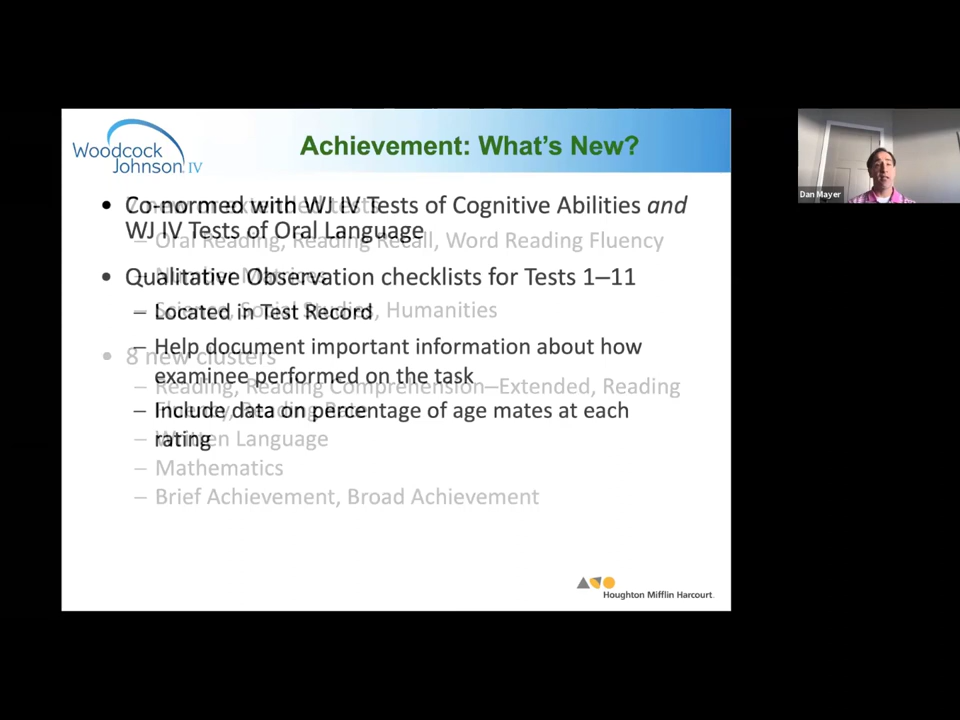 Woodcock
Johnson IV
Achievement: What's New?
Dan Mayer
• Co-normed with WJ IV Tests of Cognitive Abilities and
WJ IV Tests of Oral Language
– Oral Reading, Reading Recall, Word Reading Fluency
• Qualitative Observation checklists for Tests 1–11
– Located in Test Record
– Science, Social Studies, Humanities
– Help document important information about how
examinee performed on the task
• 8 new clusters
– Reading, Reading Comprehension–Extended, Reading
– Include data on percentage of age mates at each
rating
– Written Language
– Mathematics
– Brief Achievement, Broad Achievement
Houghton Mifflin Harcourt